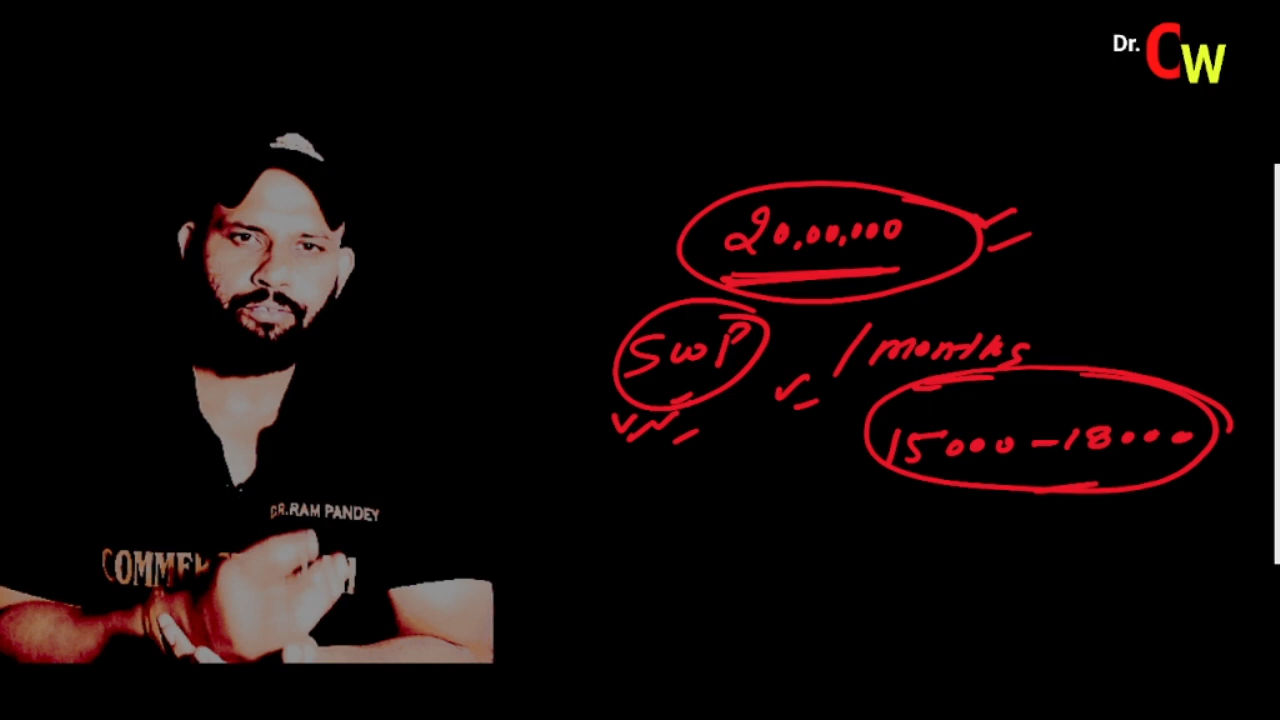 Dr. CW
20,00,000
SWP / months
15000-18000
DR.RAM PANDEY